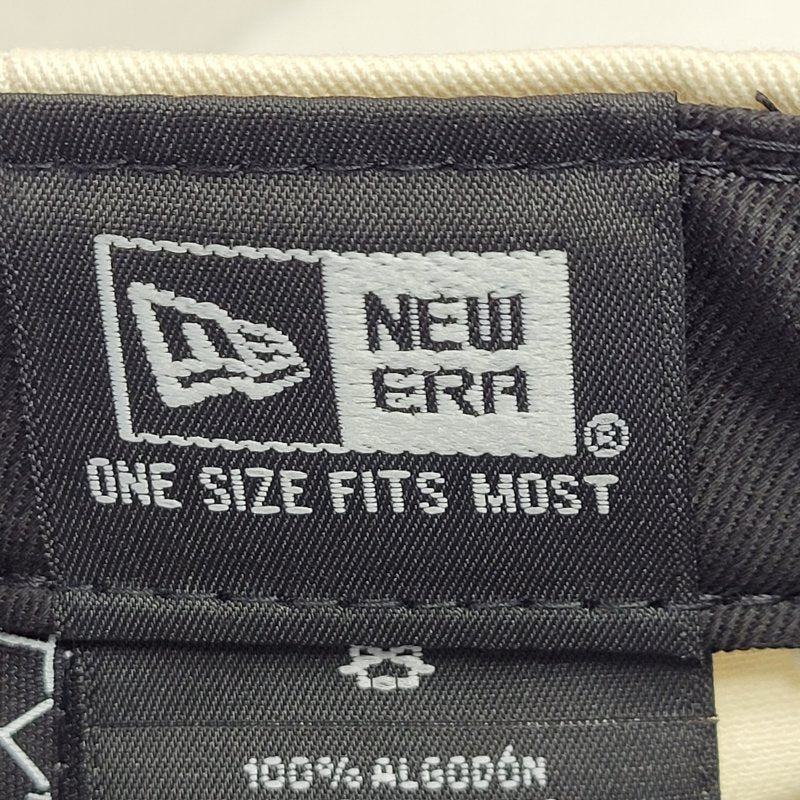 NEW
ERA
®
ONE SIZE FITS MOST
100% ALGODÓN